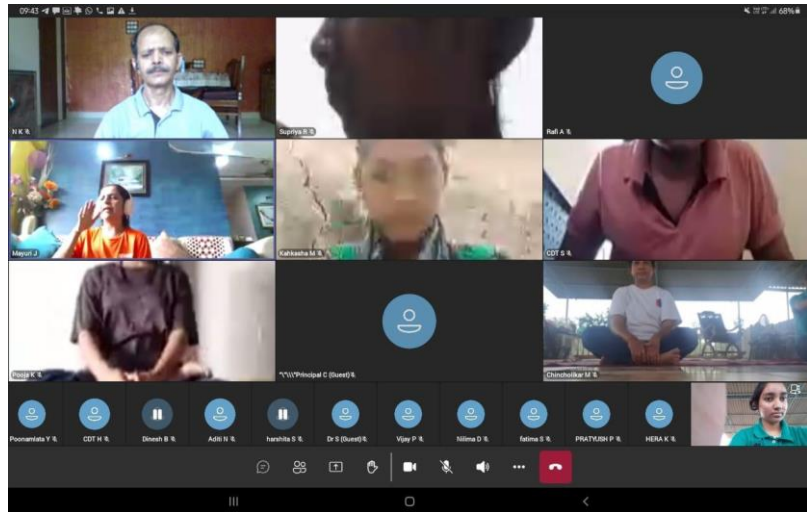 09:43
68%
N K
Supriya R
Rafi A
Mayuri J
Kahkasha M
CDT S
Pooja K
"\"\\\"Principal C (Guest)
Chincholikar M
Poonamlata Y
CDT H
Dinesh B
Aditi N
harshita S
Dr S (Guest)
Vijay P
Nilima D
fatima S
PRATYUSH P
HERA K